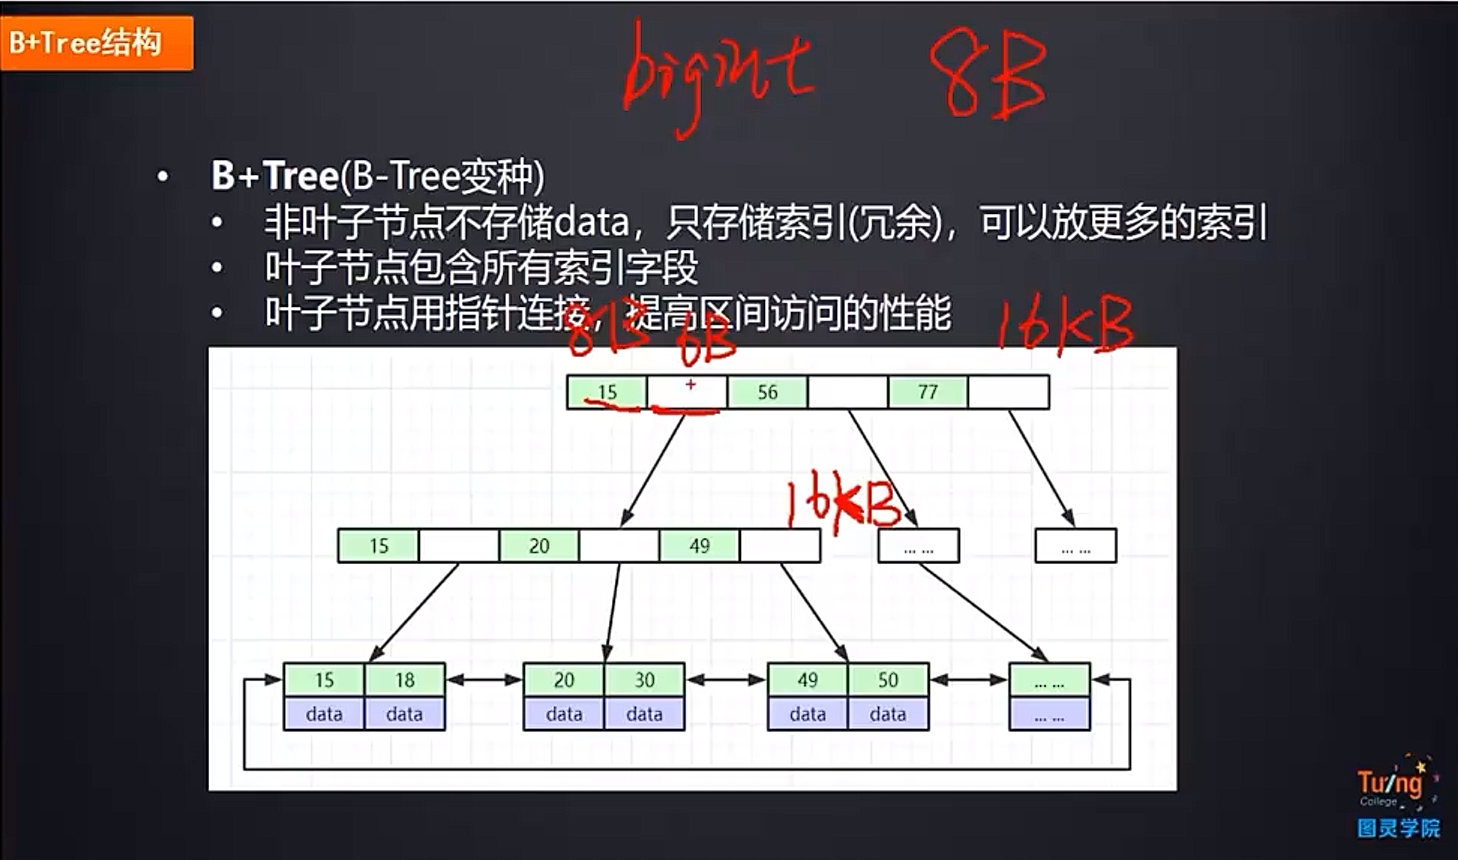 B+Tree结构
bigint 8B
• B+Tree(B-Tree变种)
• 非叶子节点不存储data，只存储索引(冗余)，可以放更多的索引
• 叶子节点包含所有索引字段
• 叶子节点用指针连接，提高区间访问的性能
8B 6B 16KB
15 56 77
16KB
15 20 49 ... ... ... ...
15 18 20 30 49 50 ... ...
data data data data data data ... ...
Turing
College
图灵学院